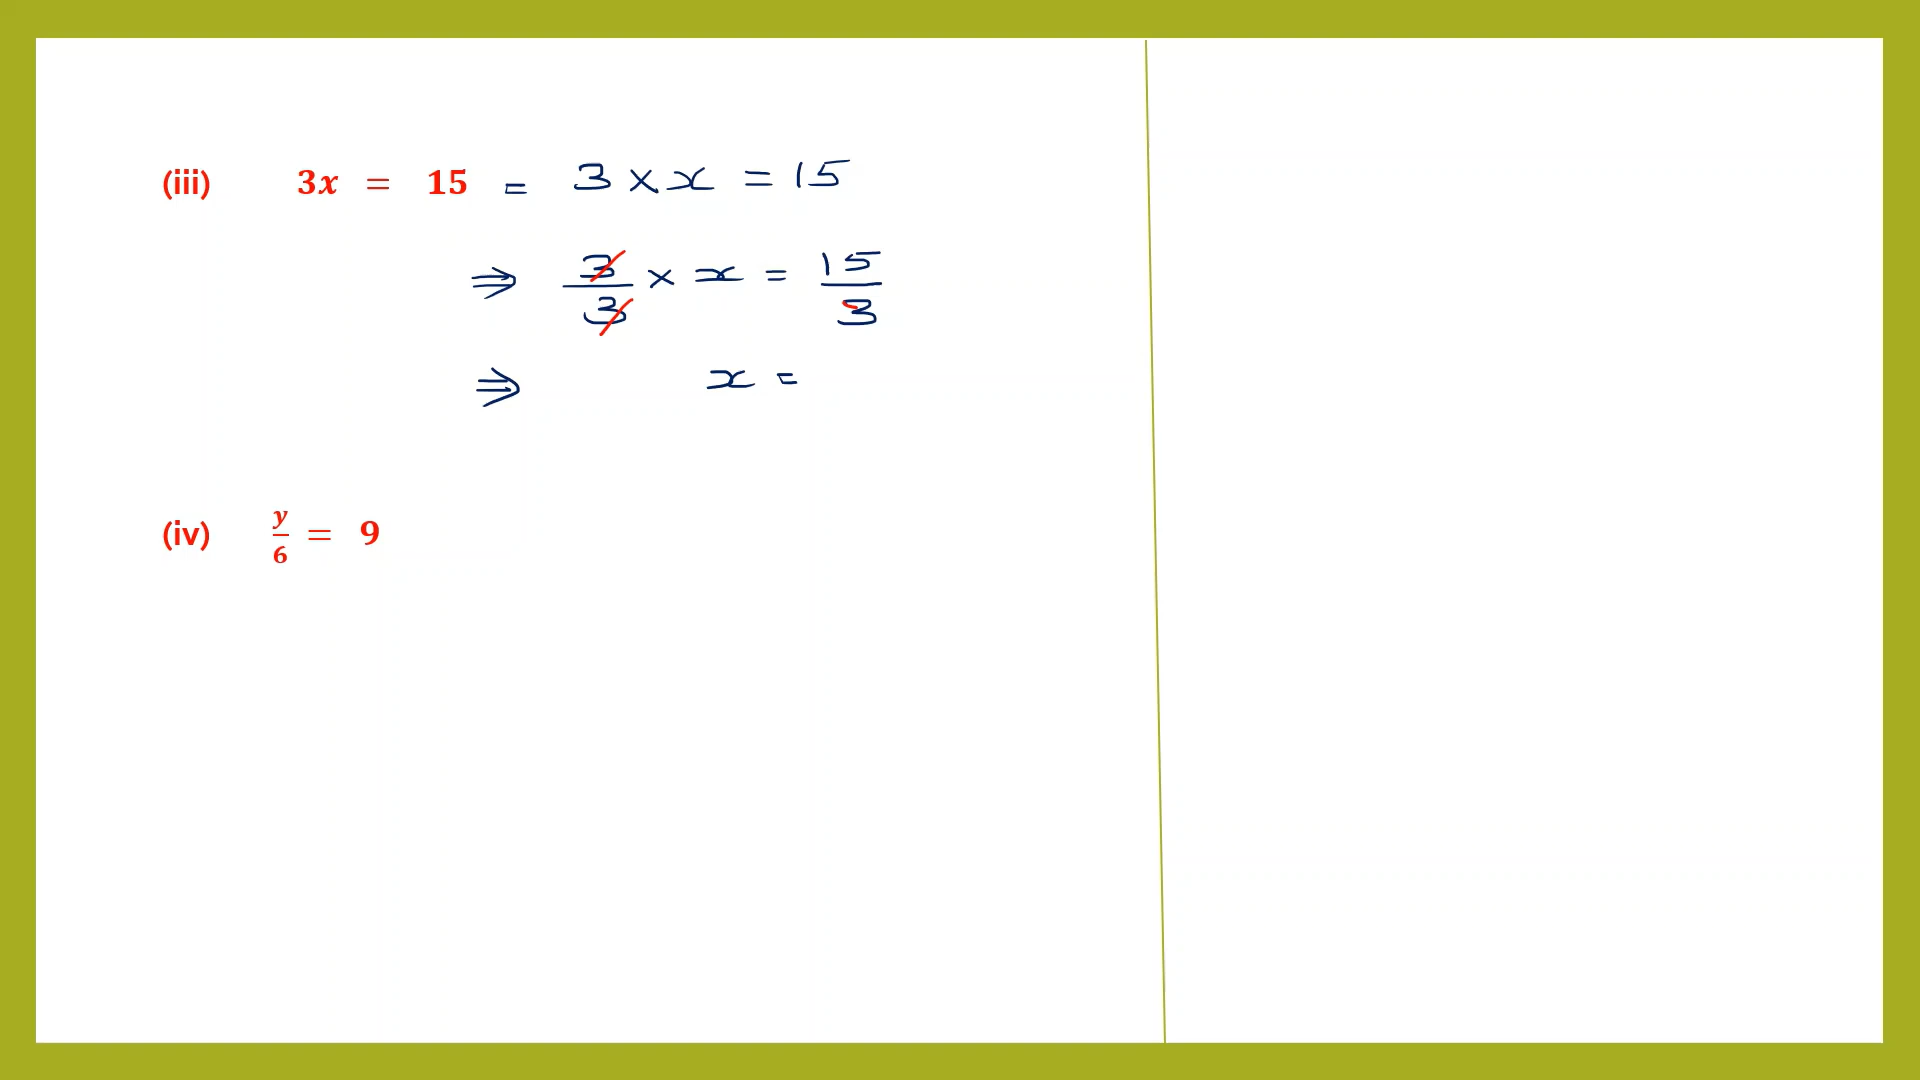 (iii) 3x = 15 = 3 × x = 15
⇒ 3/3 × x = 15/3
⇒ x =
(iv) y/6 = 9